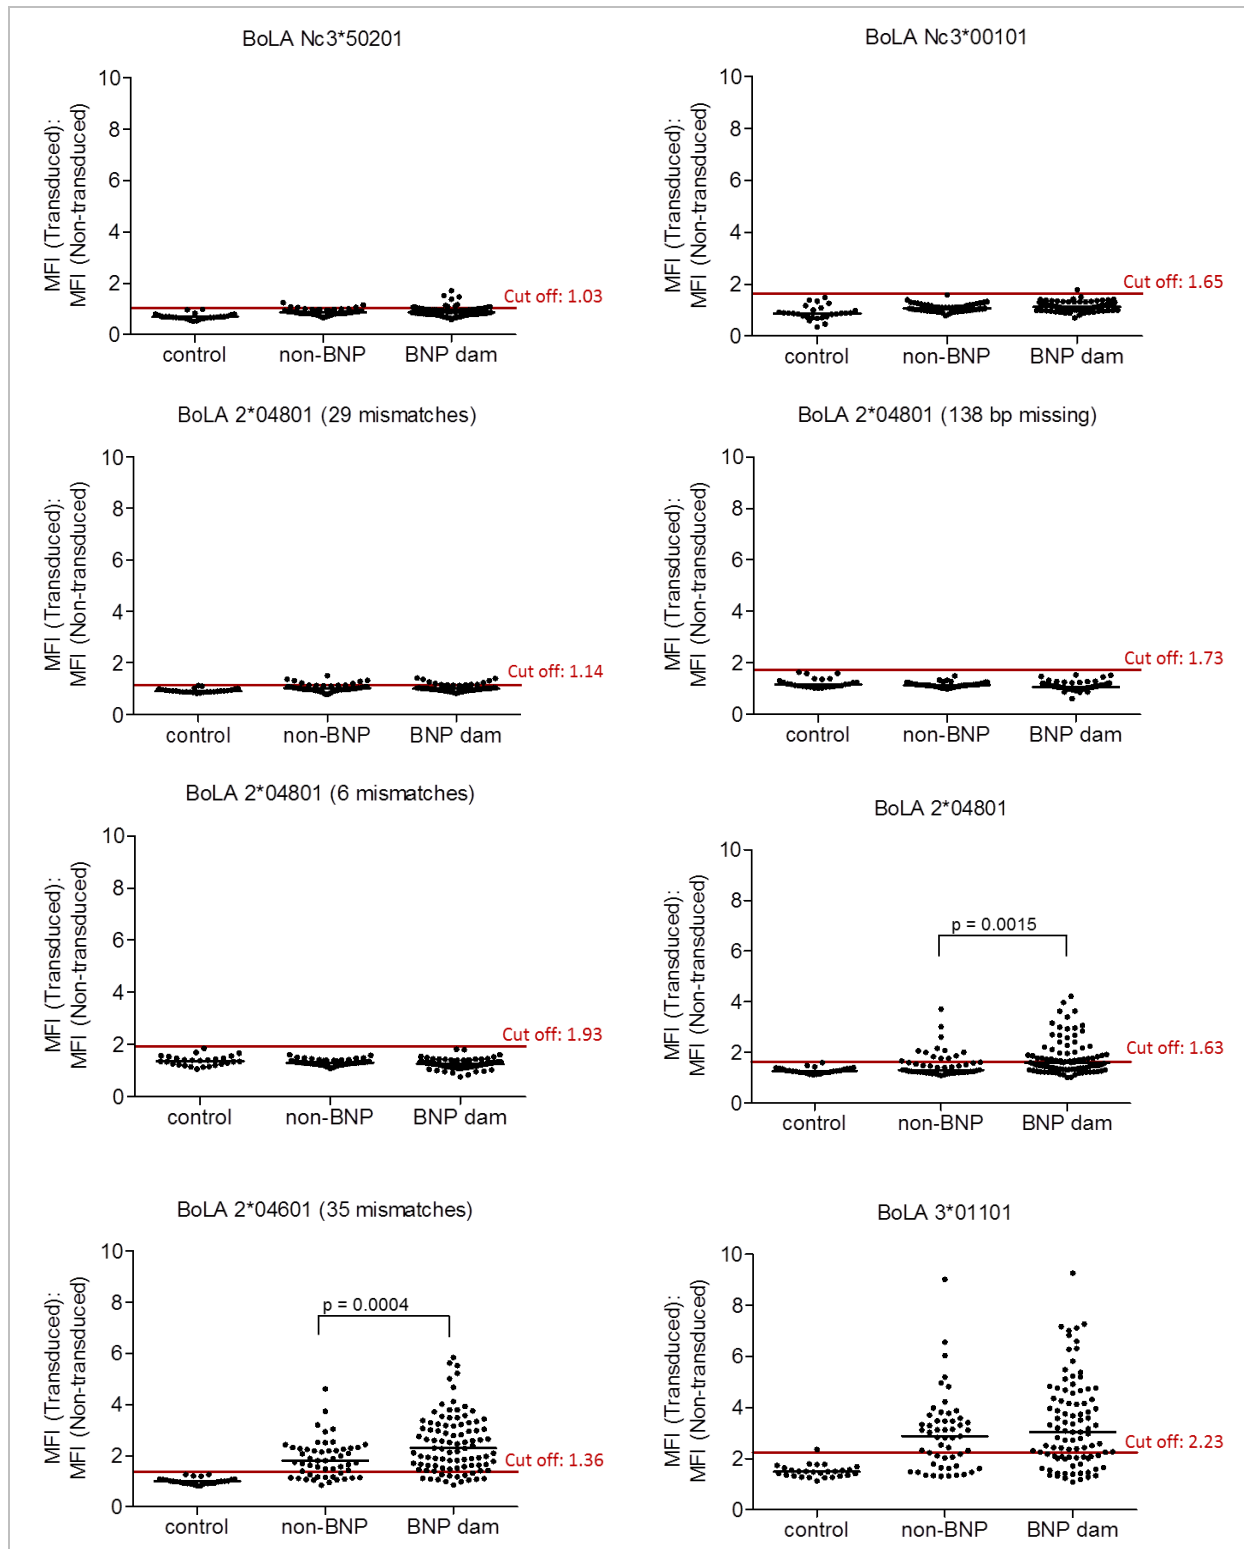 BoLA Nc3*50201
MFI (Transduced):
MFI (Non-transduced)
10
8
6
4
2
0
Cut off: 1.03
control
non-BNP
BNP dam
BoLA Nc3*00101
MFI (Transduced):
MFI (Non-transduced)
10
8
6
4
2
0
Cut off: 1.65
control
non-BNP
BNP dam
BoLA 2*04801 (29 mismatches)
MFI (Transduced):
MFI (Non-transduced)
10
8
6
4
2
0
Cut off: 1.14
control
non-BNP
BNP dam
BoLA 2*04801 (138 bp missing)
MFI (Transduced):
MFI (Non-transduced)
10
8
6
4
2
0
Cut off: 1.73
control
non-BNP
BNP dam
BoLA 2*04801 (6 mismatches)
MFI (Transduced):
MFI (Non-transduced)
10
8
6
4
2
0
Cut off: 1.93
control
non-BNP
BNP dam
BoLA 2*04801
MFI (Transduced):
MFI (Non-transduced)
10
8
6
4
2
0
p = 0.0015
Cut off: 1.63
control
non-BNP
BNP dam
BoLA 2*04601 (35 mismatches)
MFI (Transduced):
MFI (Non-transduced)
10
8
6
4
2
0
p = 0.0004
Cut off: 1.36
control
non-BNP
BNP dam
BoLA 3*01101
MFI (Transduced):
MFI (Non-transduced)
10
8
6
4
2
0
Cut off: 2.23
control
non-BNP
BNP dam